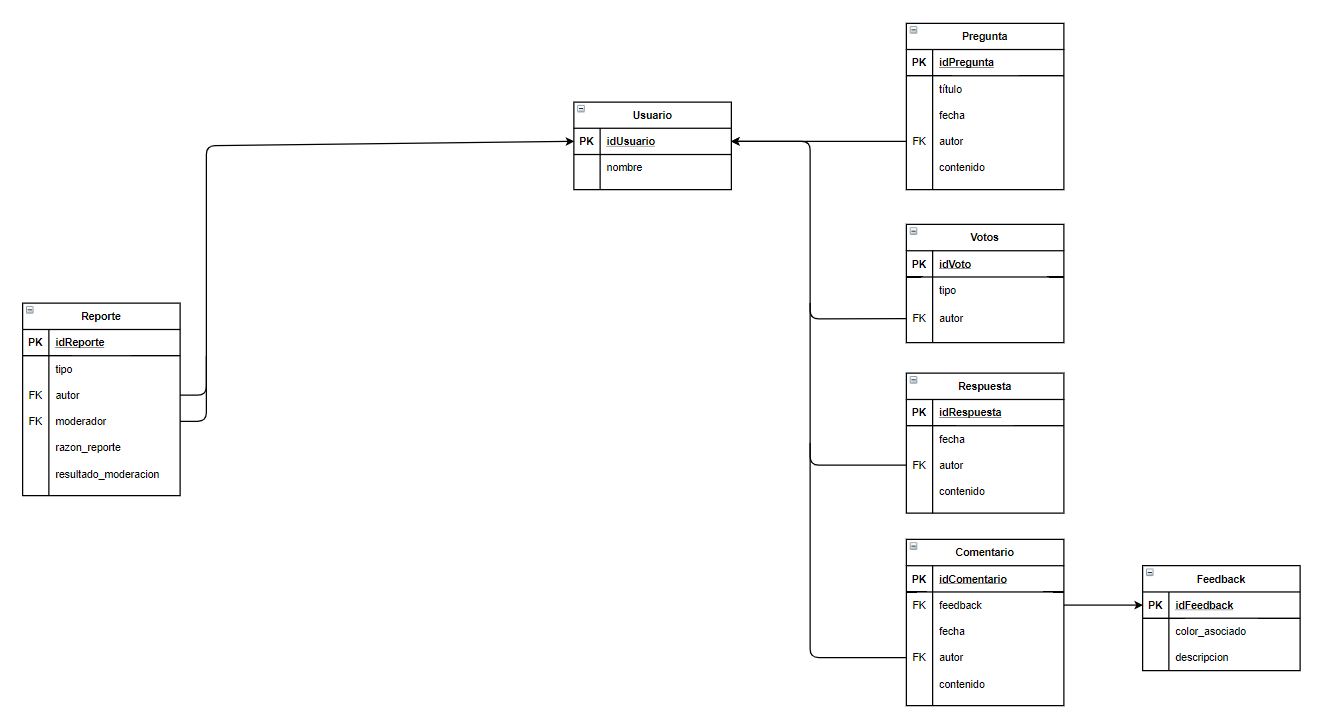 Pregunta
PK idPregunta
título
fecha
FK autor
contenido
Usuario
PK idUsuario
nombre
Votos
PK idVoto
tipo
FK autor
Reporte
PK idReporte
tipo
FK autor
FK moderador
razon_reporte
resultado_moderacion
Respuesta
PK idRespuesta
fecha
FK autor
contenido
Comentario
PK idComentario
FK feedback
fecha
FK autor
contenido
Feedback
PK idFeedback
color_asociado
descripcion